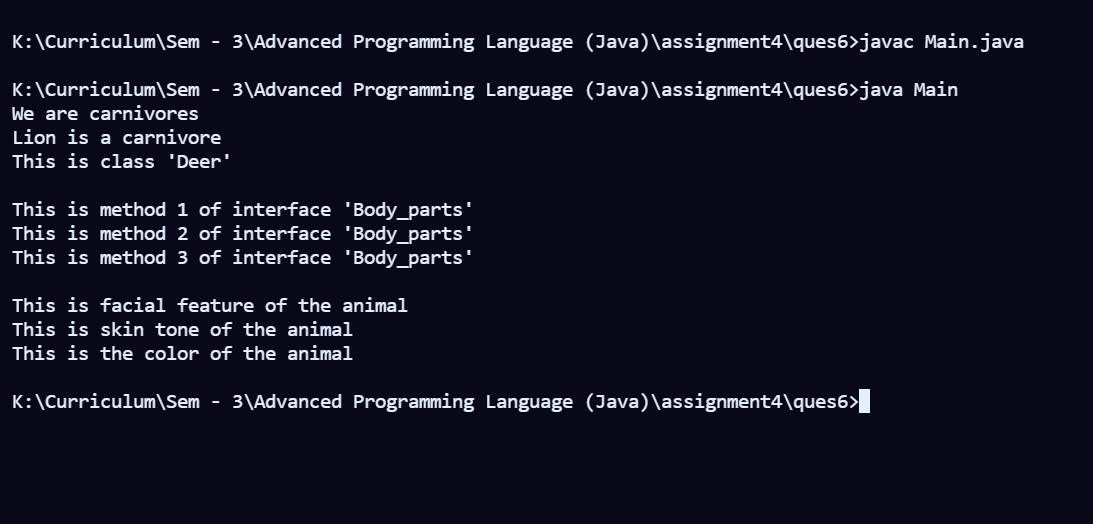 K:\Curriculum\Sem - 3\Advanced Programming Language (Java)\assignment4\ques6>javac Main.java
K:\Curriculum\Sem - 3\Advanced Programming Language (Java)\assignment4\ques6>java Main
We are carnivores
Lion is a carnivore
This is class 'Deer'
This is method 1 of interface 'Body_parts'
This is method 2 of interface 'Body_parts'
This is method 3 of interface 'Body_parts'
This is facial feature of the animal
This is skin tone of the animal
This is the color of the animal
K:\Curriculum\Sem - 3\Advanced Programming Language (Java)\assignment4\ques6>